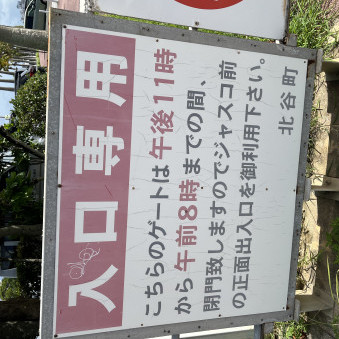 入口専用
こちらのゲートは午後11時
から午前8時までの間、
閉門致しますのでジャスコ前
の正面出入口を御利用下さい。
北谷町